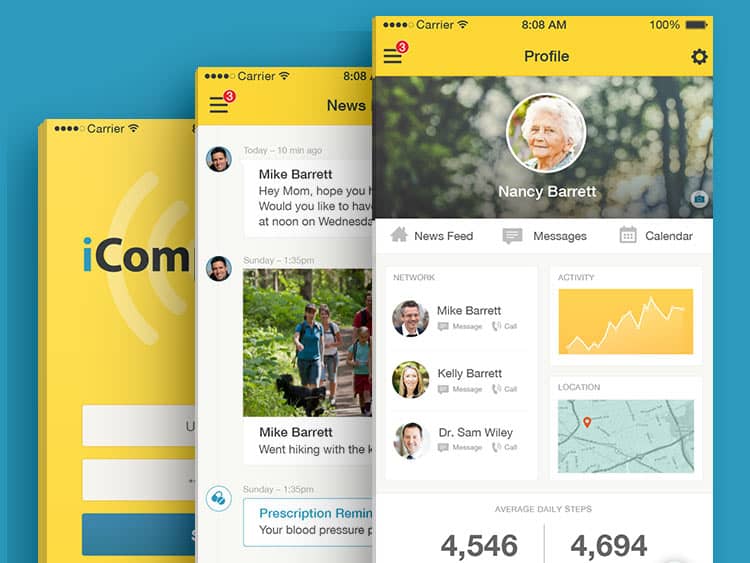 Carrier
iComp
Carrier 8:08 A
3
News
Today – 10 min ago
Mike Barrett
Hey Mom, hope you h
Would you like to have
at noon on Wednesda
Sunday – 1:35pm
Mike Barrett
Went hiking with the k
Sunday – 1:35pm
Prescription Remin
Your blood pressure p
Carrier 8:08 AM 100%
3
Profile
Nancy Barrett
News Feed Messages Calendar
NETWORK
Mike Barrett
Message Call
Kelly Barrett
Message Call
Dr. Sam Wiley
Message Call
ACTIVITY
LOCATION
AVERAGE DAILY STEPS
4,546 4,694